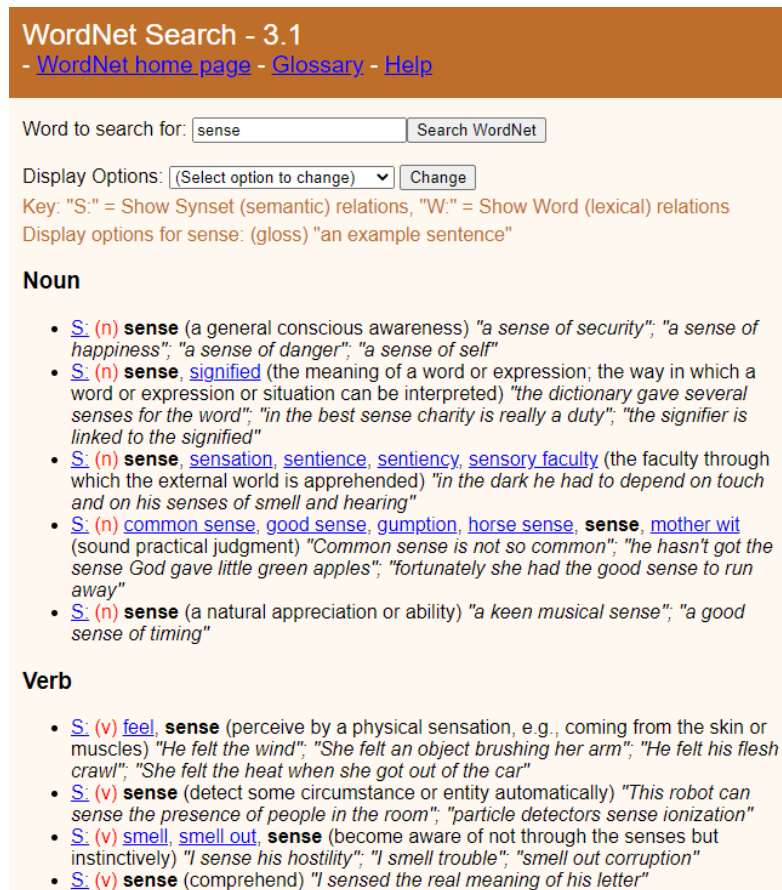 WordNet Search - 3.1
- WordNet home page - Glossary - Help
Word to search for: sense Search WordNet
Display Options: (Select option to change) Change
Key: "S:" = Show Synset (semantic) relations, "W:" = Show Word (lexical) relations
Display options for sense: (gloss) "an example sentence"
Noun
• S: (n) sense (a general conscious awareness) "a sense of security"; "a sense of
happiness"; "a sense of danger"; "a sense of self"
• S: (n) sense, signified (the meaning of a word or expression; the way in which a
word or expression or situation can be interpreted) "the dictionary gave several
senses for the word"; "in the best sense charity is really a duty"; "the signifier is
linked to the signified"
• S: (n) sense, sensation, sentience, sentiency, sensory faculty (the faculty through
which the external world is apprehended) "in the dark he had to depend on touch
and on his senses of smell and hearing"
• S: (n) common sense, good sense, gumption, horse sense, sense, mother wit
(sound practical judgment) "Common sense is not so common"; "he hasn't got the
sense God gave little green apples"; "fortunately she had the good sense to run
away"
• S: (n) sense (a natural appreciation or ability) "a keen musical sense"; "a good
sense of timing"
Verb
• S: (v) feel, sense (perceive by a physical sensation, e.g., coming from the skin or
muscles) "He felt the wind"; "She felt an object brushing her arm"; "He felt his flesh
crawl"; "She felt the heat when she got out of the car"
• S: (v) sense (detect some circumstance or entity automatically) "This robot can
sense the presence of people in the room"; "particle detectors sense ionization"
• S: (v) smell, smell out, sense (become aware of not through the senses but
instinctively) "I sense his hostility"; "I smell trouble"; "smell out corruption"
• S: (v) sense (comprehend) "I sensed the real meaning of his letter"